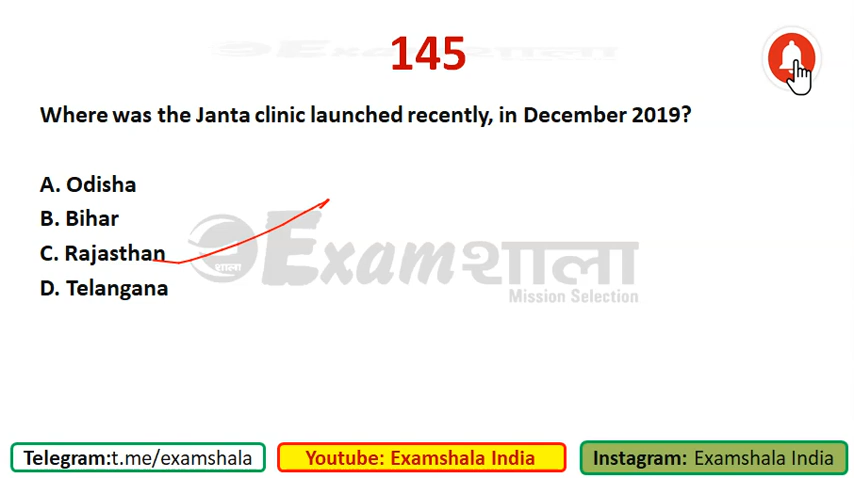 145
Where was the Janta clinic launched recently, in December 2019?
A. Odisha
B. Bihar
C. Rajasthan
D. Telangana
Examशाला
शाला
Mission Selection
Telegram:t.me/examshala
Youtube: Examshala India
Instagram: Examshala India